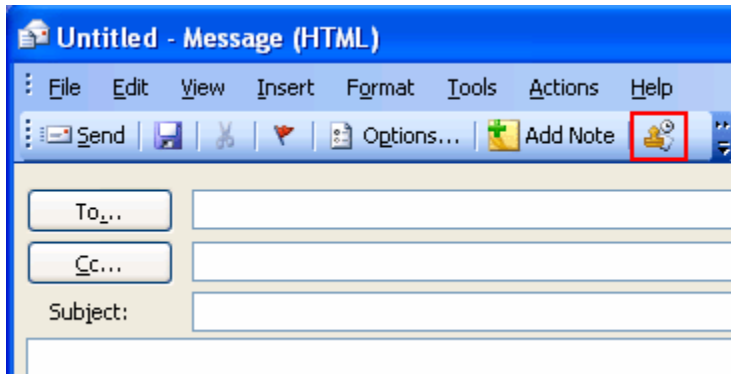 Untitled - Message (HTML)
File Edit View Insert Format Tools Actions Help
Send Options... Add Note
To...
Cc...
Subject: